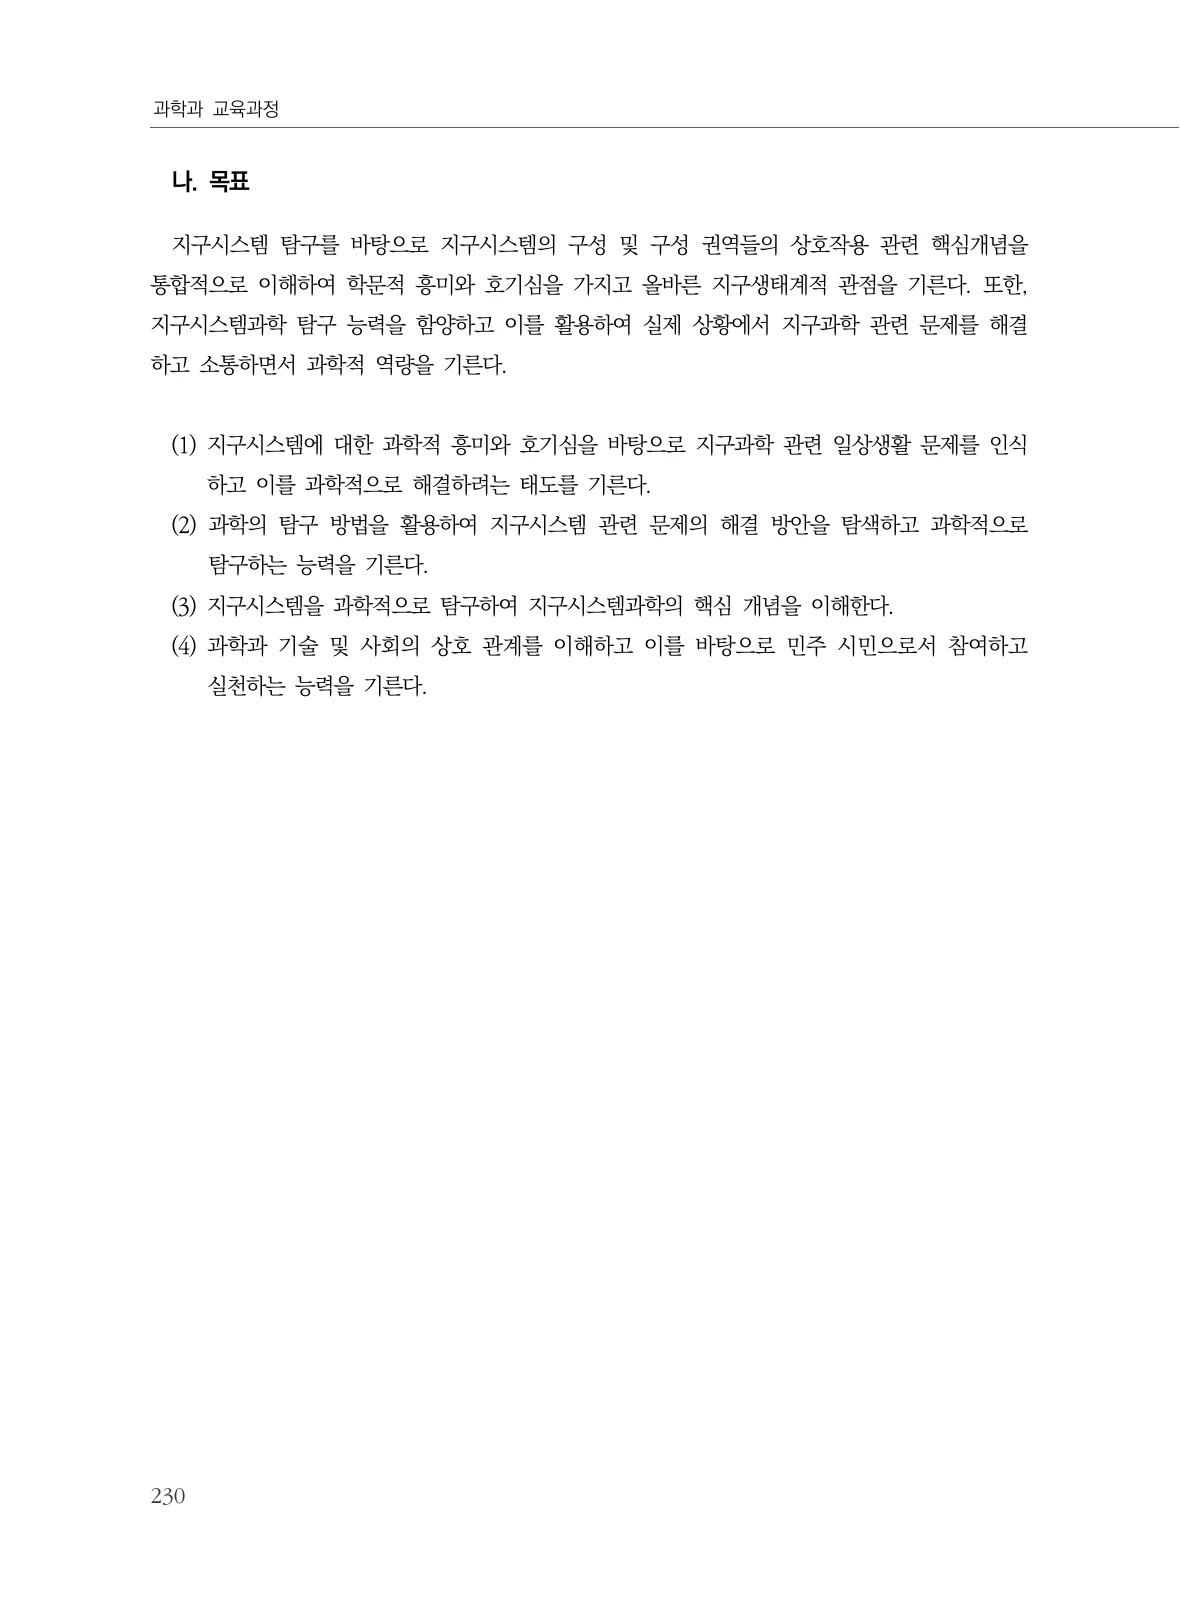 과학과 교육과정
나. 목표
지구시스템 탐구를 바탕으로 지구시스템의 구성 및 구성 권역들의 상호작용 관련 핵심개념을
통합적으로 이해하여 학문적 흥미와 호기심을 가지고 올바른 지구생태계적 관점을 기른다. 또한,
지구시스템과학 탐구 능력을 함양하고 이를 활용하여 실제 상황에서 지구과학 관련 문제를 해결
하고 소통하면서 과학적 역량을 기른다.
(1) 지구시스템에 대한 과학적 흥미와 호기심을 바탕으로 지구과학 관련 일상생활 문제를 인식
하고 이를 과학적으로 해결하려는 태도를 기른다.
(2) 과학의 탐구 방법을 활용하여 지구시스템 관련 문제의 해결 방안을 탐색하고 과학적으로
탐구하는 능력을 기른다.
(3) 지구시스템을 과학적으로 탐구하여 지구시스템과학의 핵심 개념을 이해한다.
(4) 과학과 기술 및 사회의 상호 관계를 이해하고 이를 바탕으로 민주 시민으로서 참여하고
실천하는 능력을 기른다.
230